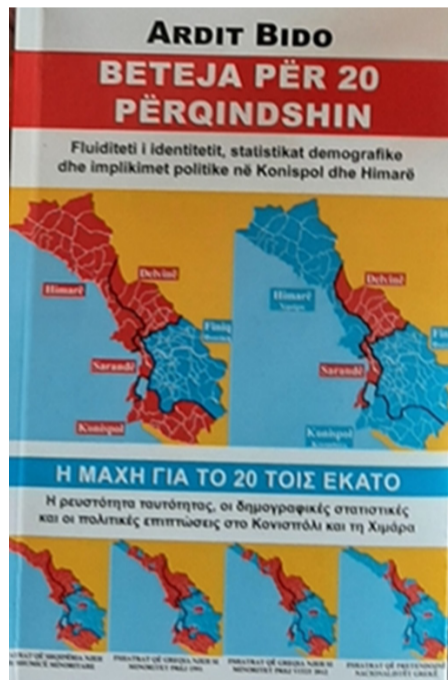 ARDIT BIDO
BETEJA PËR 20
PËRQINDSHIN
Fluiditeti i identitetit, statistikat demografike
dhe implikimet politike në Konispol dhe Himarë
Delvinë
Himarë
Finiq
Sarandë
Konispol
Delvinë
Himarë
Sarandë
Konispol
Η ΜΑΧΗ ΓΙΑ ΤΟ 20 ΤΟΙΣ ΕΚΑΤΟ
Η ρευστότητα ταυτότητας, οι δημογραφικές στατιστικές
και οι πολιτικές επιπτώσεις στο Κονισπόλι και τη Χιμάρα